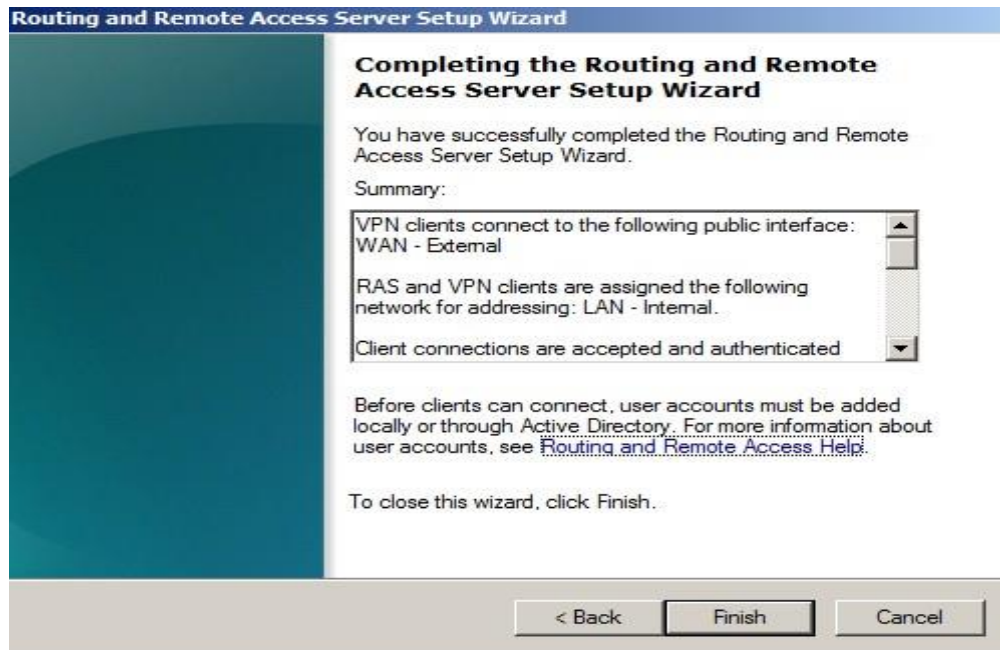 Routing and Remote Access Server Setup Wizard
Completing the Routing and Remote
Access Server Setup Wizard
You have successfully completed the Routing and Remote
Access Server Setup Wizard.
Summary:
VPN clients connect to the following public interface:
WAN - External
RAS and VPN clients are assigned the following
network for addressing: LAN - Internal.
Client connections are accepted and authenticated
Before clients can connect, user accounts must be added
locally or through Active Directory. For more information about
user accounts, see Routing and Remote Access Help.
To close this wizard, click Finish.
< Back Finish Cancel